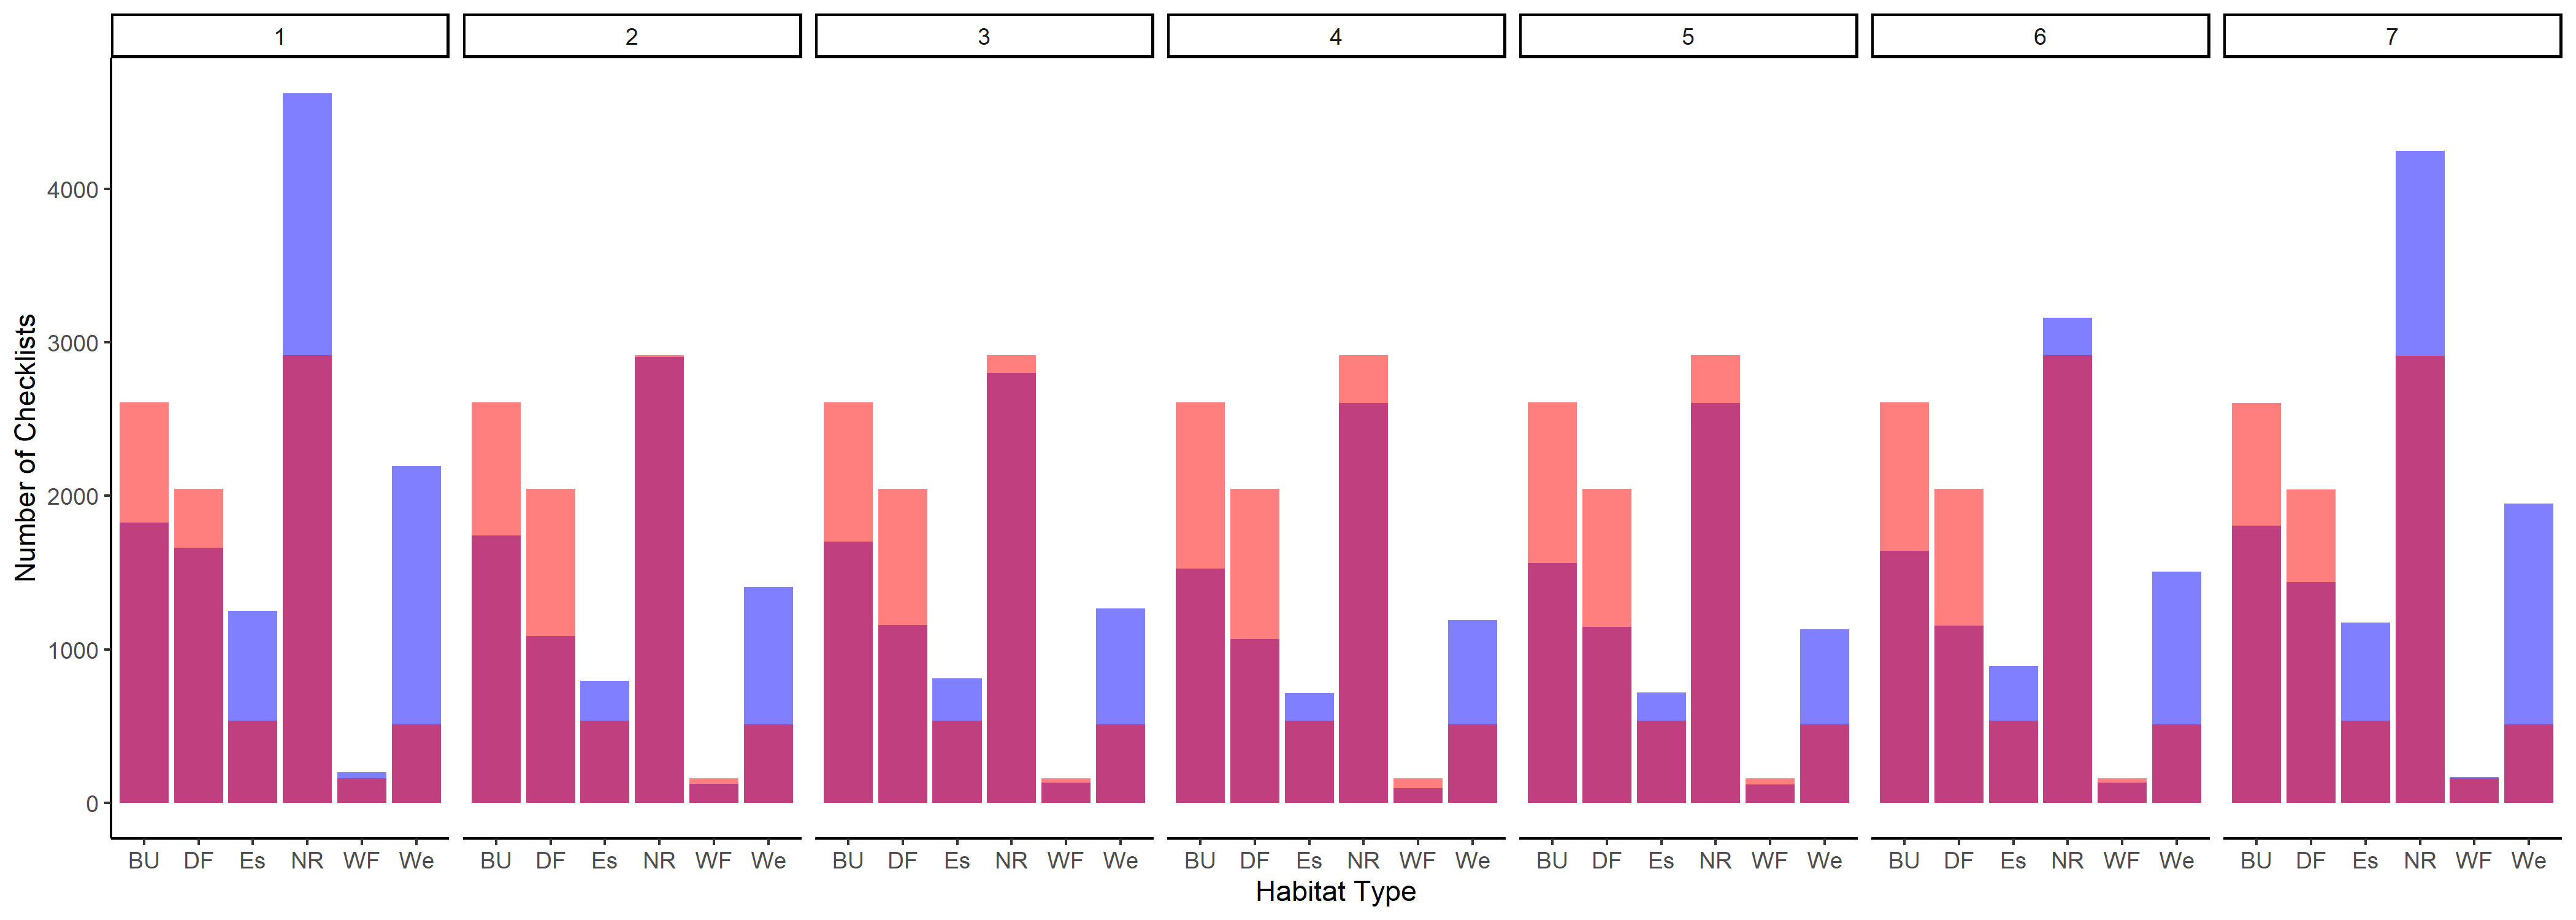 1 2 3 4 5 6 7
Number of Checklists
4000
3000
2000
1000
0
BU DF Es NR WF We BU DF Es NR WF We BU DF Es NR WF We BU DF Es NR WF We BU DF Es NR WF We BU DF Es NR WF We BU DF Es NR WF We
Habitat Type